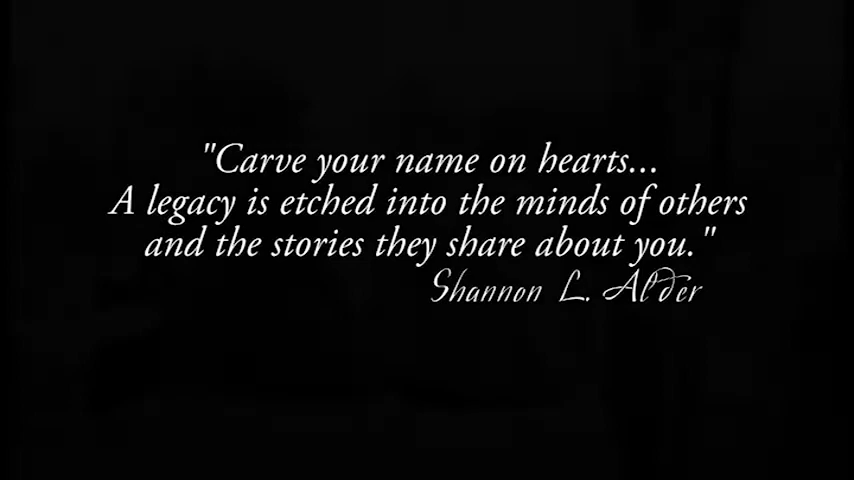 "Carve your name on hearts...
A legacy is etched into the minds of others
and the stories they share about you."
Shannon L. Alder